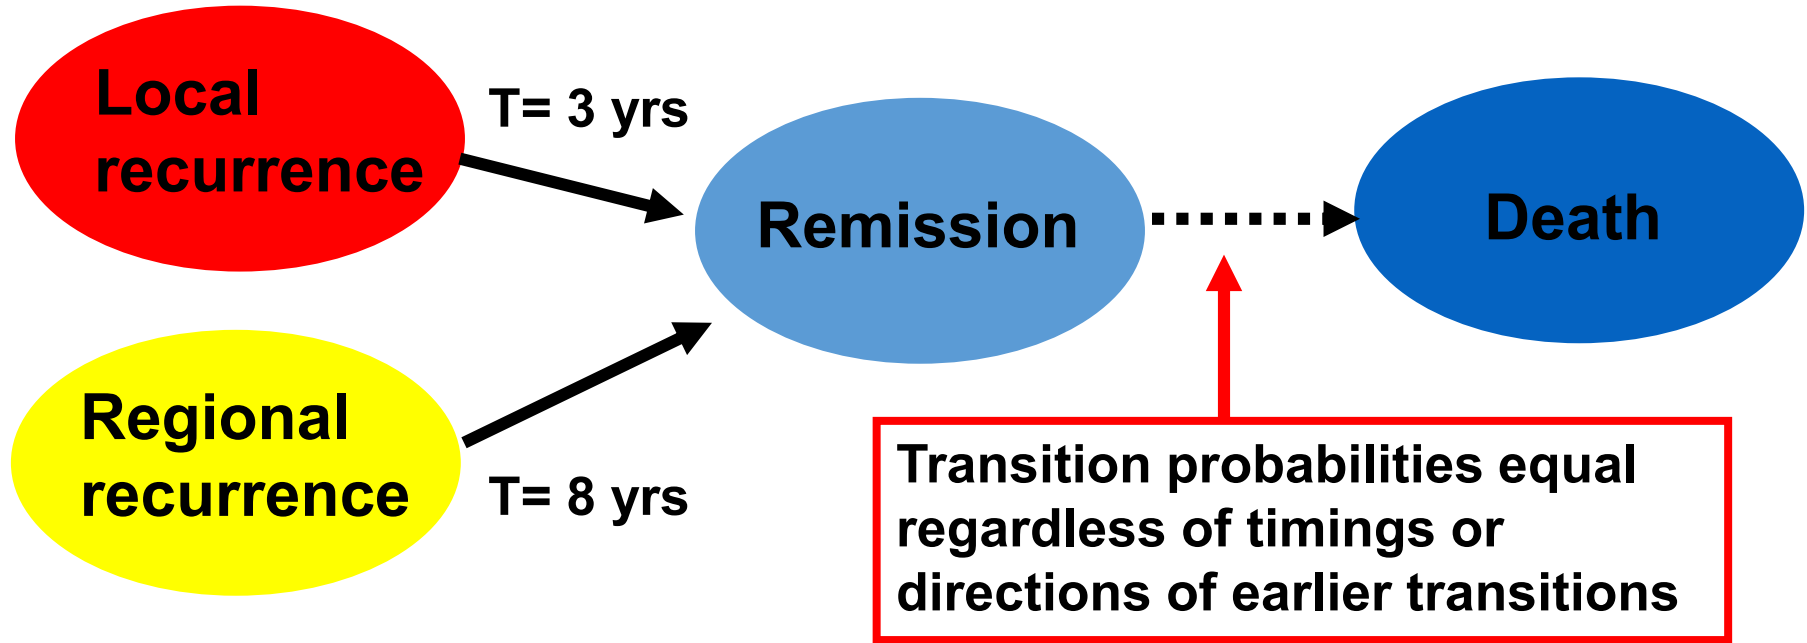 Local
recurrence
T= 3 yrs
Remission
Death
Regional
recurrence
T= 8 yrs
Transition probabilities equal
regardless of timings or
directions of earlier transitions